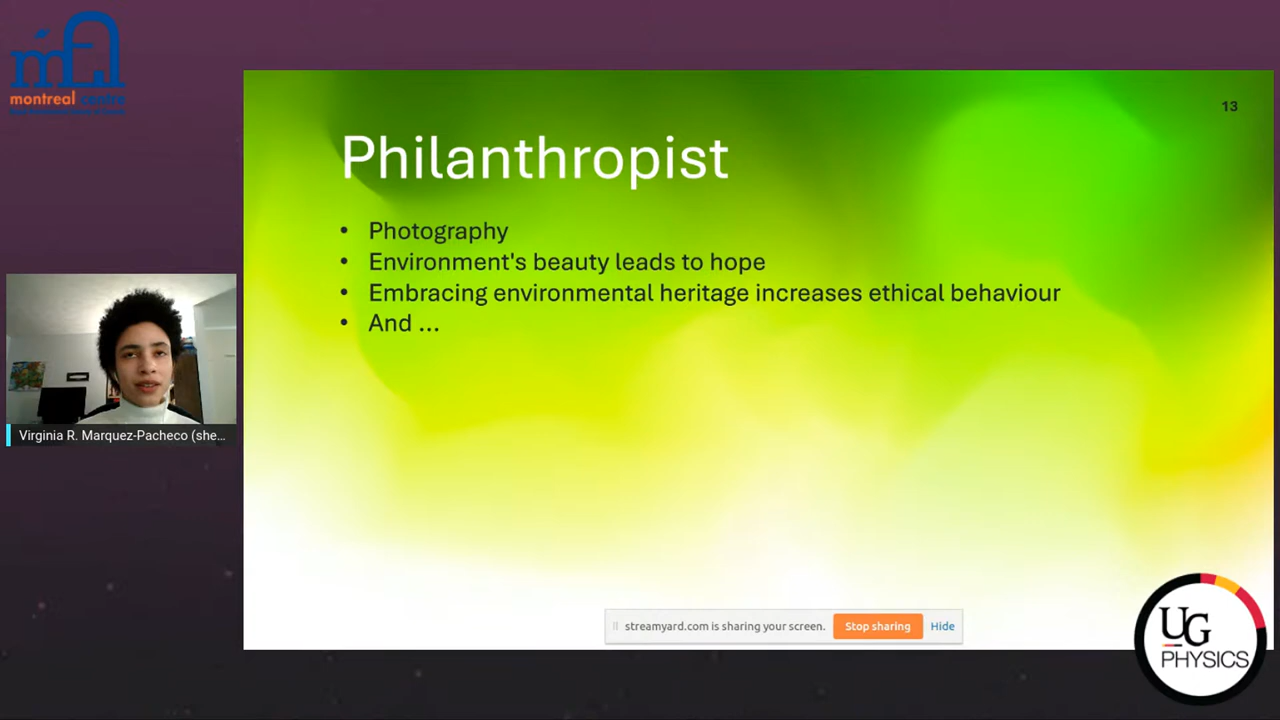 montreal centre
13
Philanthropist
• Photography
• Environment's beauty leads to hope
• Embracing environmental heritage increases ethical behaviour
• And ...
Virginia R. Marquez-Pacheco (she...
streamyard.com is sharing your screen. Stop sharing Hide
UG
PHYSICS